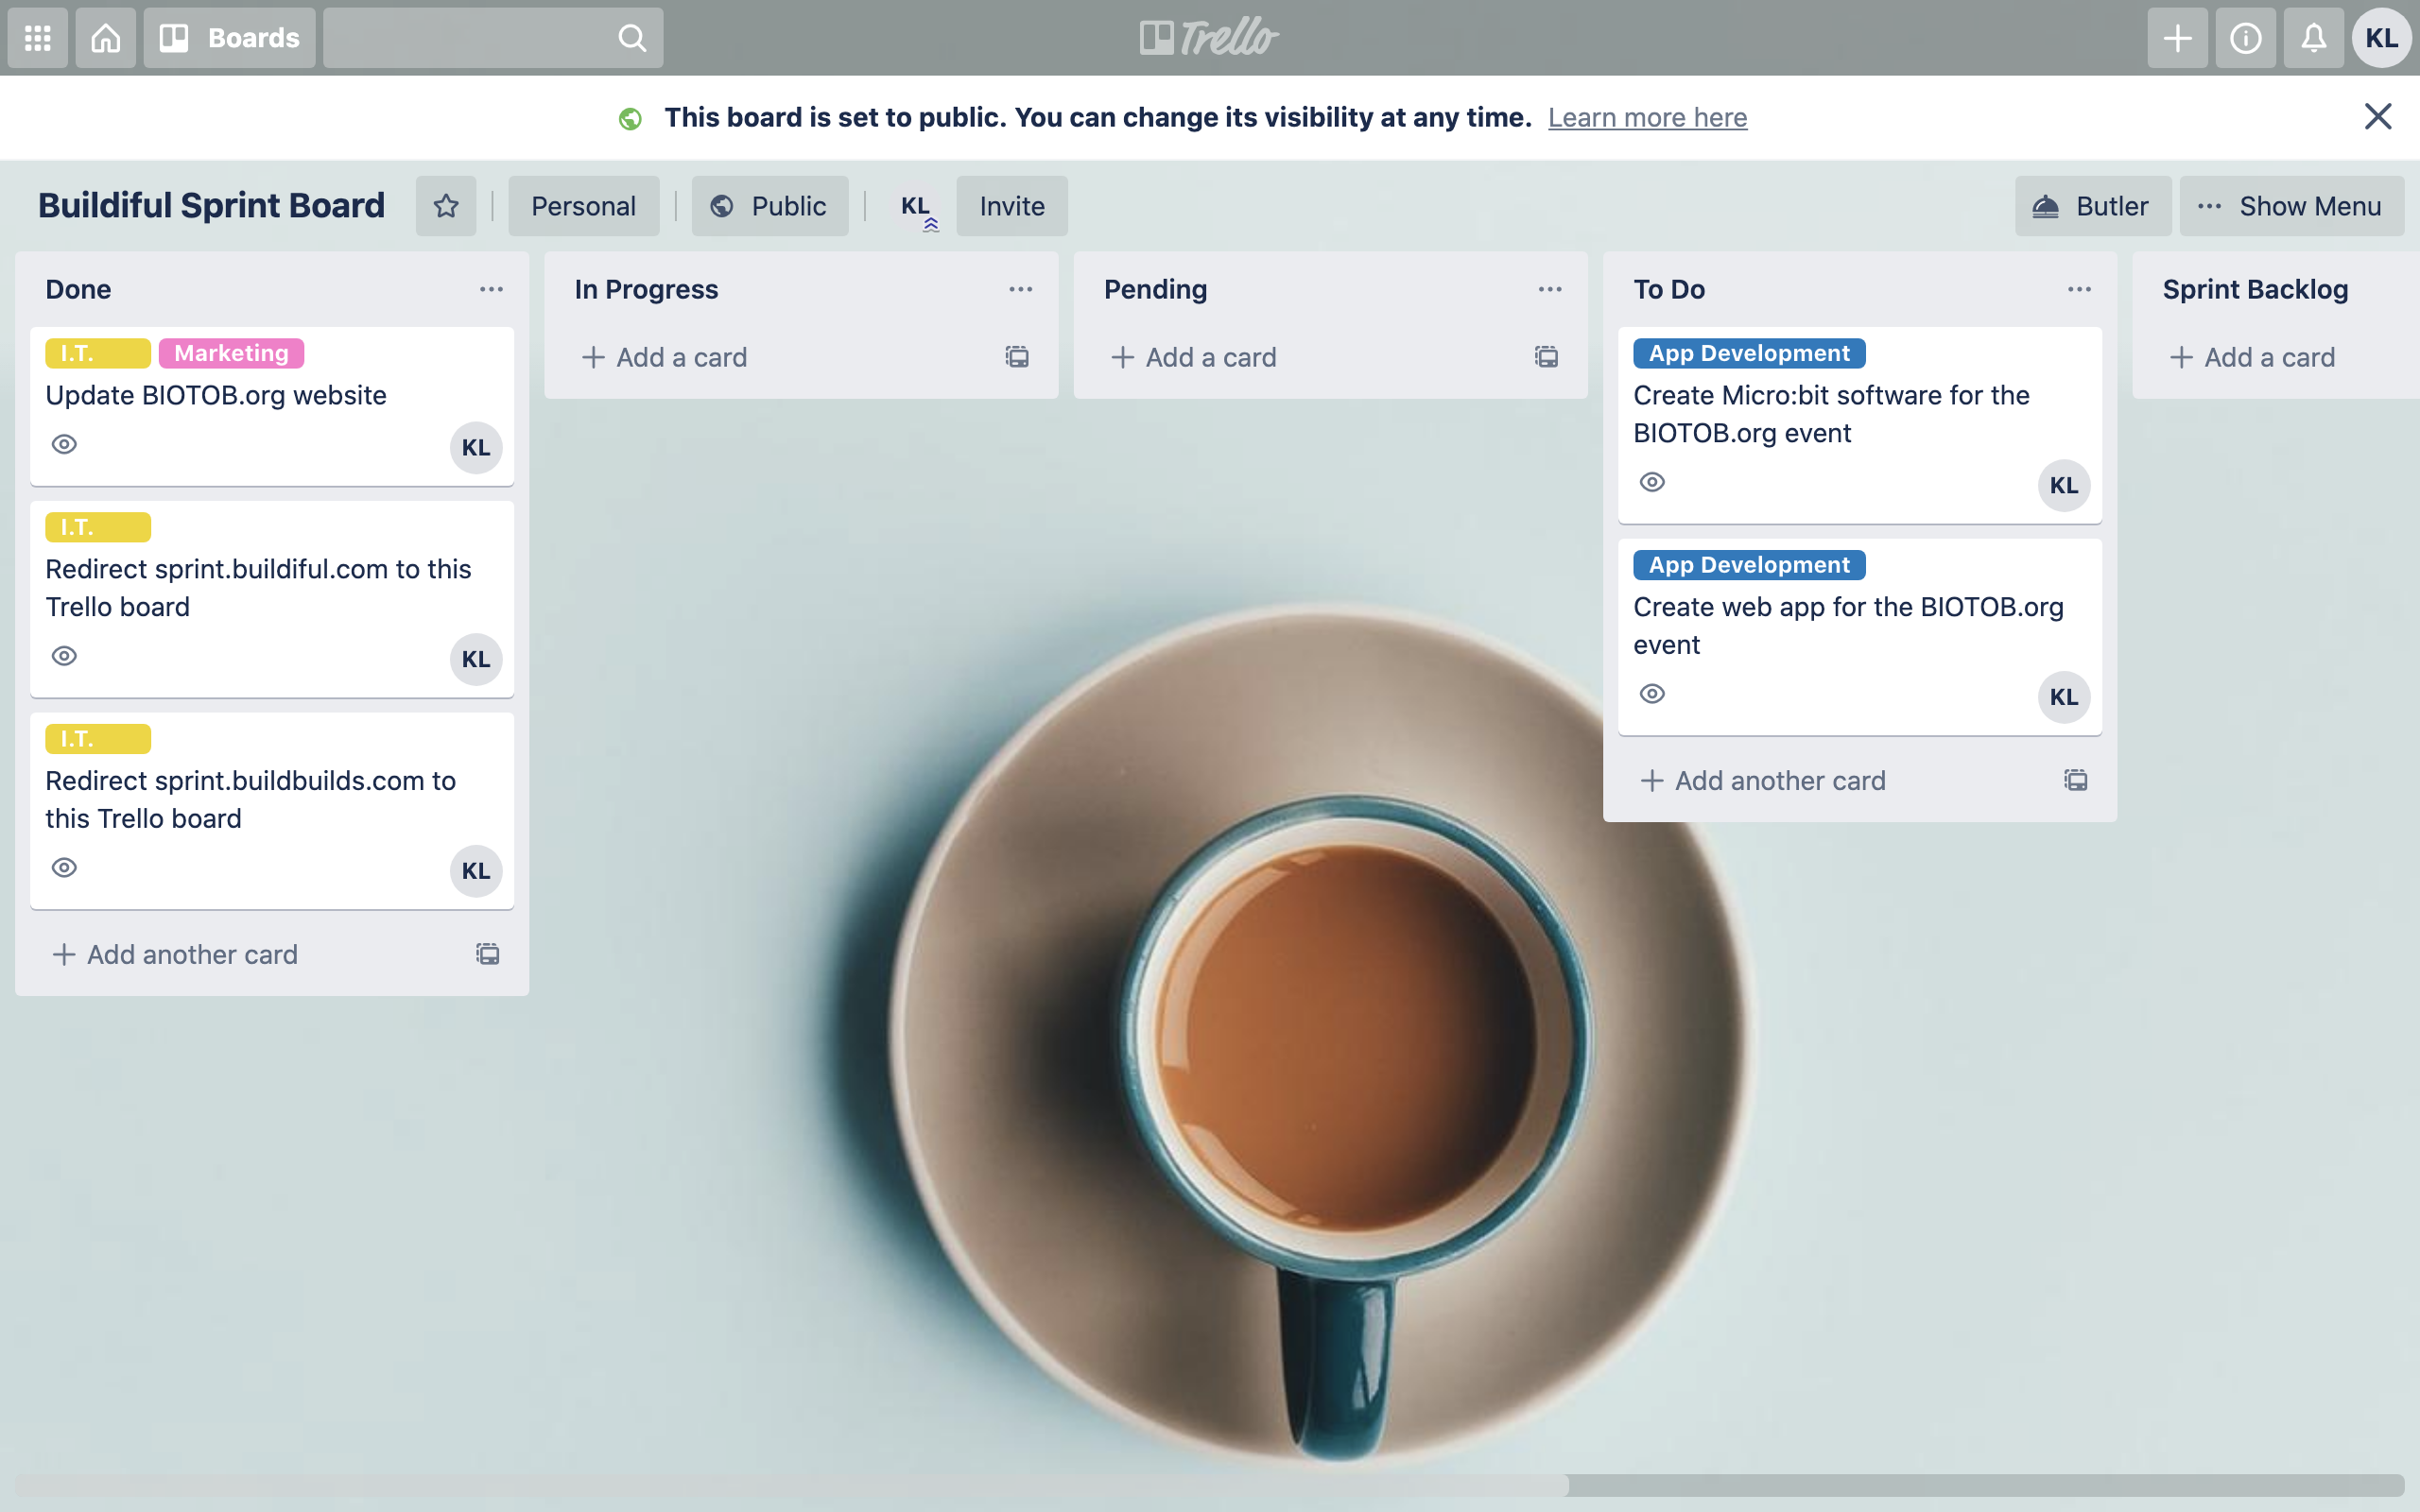 Boards
Trello
KL
This board is set to public. You can change its visibility at any time. Learn more here
Buildiful Sprint Board
Personal
Public
KL
Invite
Butler
Show Menu
Done
I.T. Marketing
Update BIOTOB.org website
KL
I.T.
Redirect sprint.buildiful.com to this
Trello board
KL
I.T.
Redirect sprint.buildbuilds.com to
this Trello board
KL
Add another card
In Progress
Add a card
Pending
Add a card
To Do
App Development
Create Micro:bit software for the
BIOTOB.org event
KL
App Development
Create web app for the BIOTOB.org
event
KL
Add another card
Sprint Backlog
Add a card